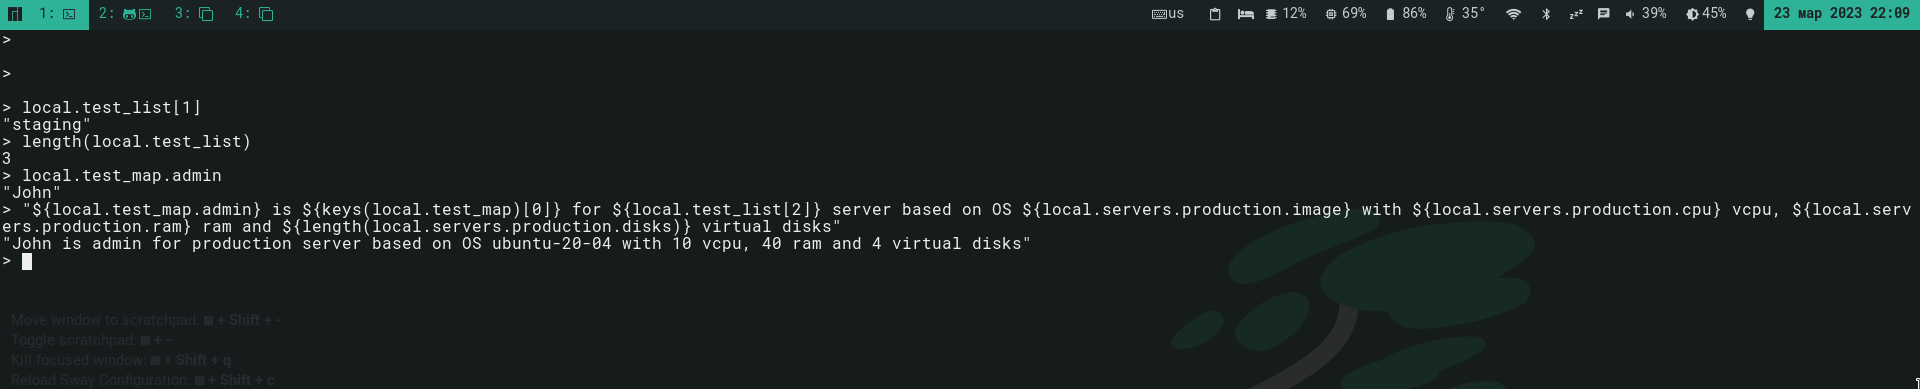 1: 2: 3: 4: us 12% 69% 86% 35° zzz 39% 45% 23 мар 2023 22:09
>
>
> local.test_list[1]
"staging"
> length(local.test_list)
3
> local.test_map.admin
"John"
> "${local.test_map.admin} is ${keys(local.test_map)[0]} for ${local.test_list[2]} server based on OS ${local.servers.production.image} with ${local.servers.production.cpu} vcpu, ${local.serv
ers.production.ram} ram and ${length(local.servers.production.disks)} virtual disks"
"John is admin for production server based on OS ubuntu-20-04 with 10 vcpu, 40 ram and 4 virtual disks"
>
Move window to scratchpad: + Shift + -
Toggle scratchpad: + -
Kill focused window: + Shift + q
Reload Sway Configuration: + Shift + c